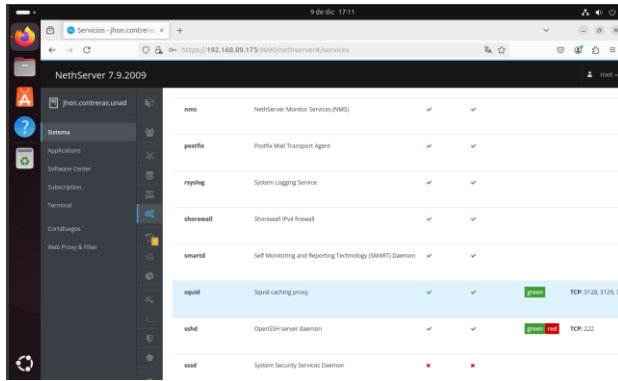 9 de dic 17:11
Servicios - jhon.contreras
https://192.168.89.175:9090/nethserver#/services
NethServer 7.9.2009
root
jhon.contreras.unad
Sistema
Applications
Software Center
Subscription
Terminal
Cortafuegos
Web Proxy & Filter
nms NethServer Monitor Services (NMS)
postfix Postfix Mail Transport Agent
rsyslog System Logging Service
shorewall Shorewall IPv4 firewall
smartd Self Monitoring and Reporting Technology (SMART) Daemon
squid Squid caching proxy green TCP: 3128, 3129,
sshd OpenSSH server daemon green red TCP: 222
sssd System Security Services Daemon